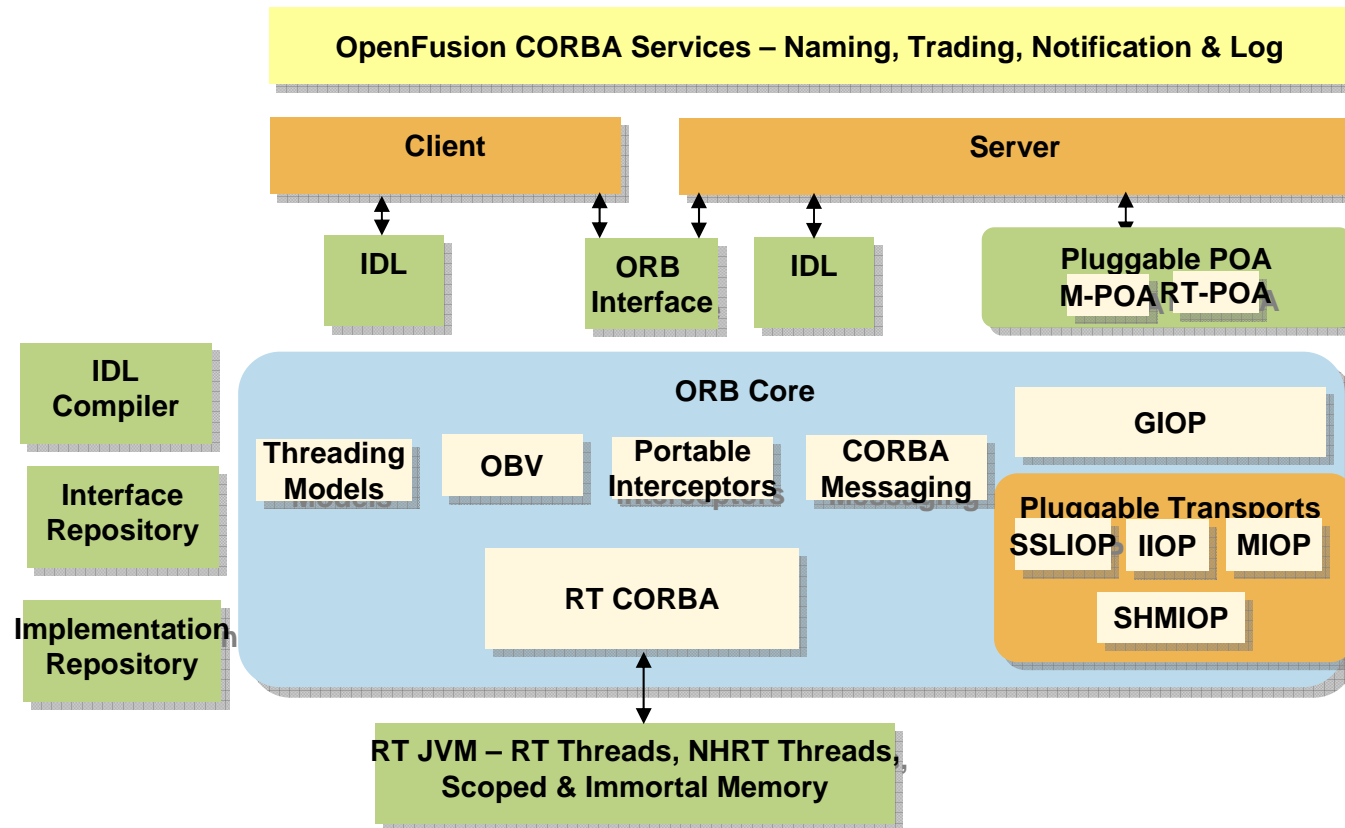 OpenFusion CORBA Services – Naming, Trading, Notification & Log
Client
Server
IDL
ORB
Interface
IDL
Pluggable POA
M-POA
RT-POA
IDL
Compiler
Interface
Repository
Implementation
Repository
ORB Core
Threading
Models
OBV
Portable
Interceptors
CORBA
Messaging
GIOP
Pluggable Transports
SSLIOP
IIOP
MIOP
SHMIOP
RT CORBA
RT JVM – RT Threads, NHRT Threads,
Scoped & Immortal Memory